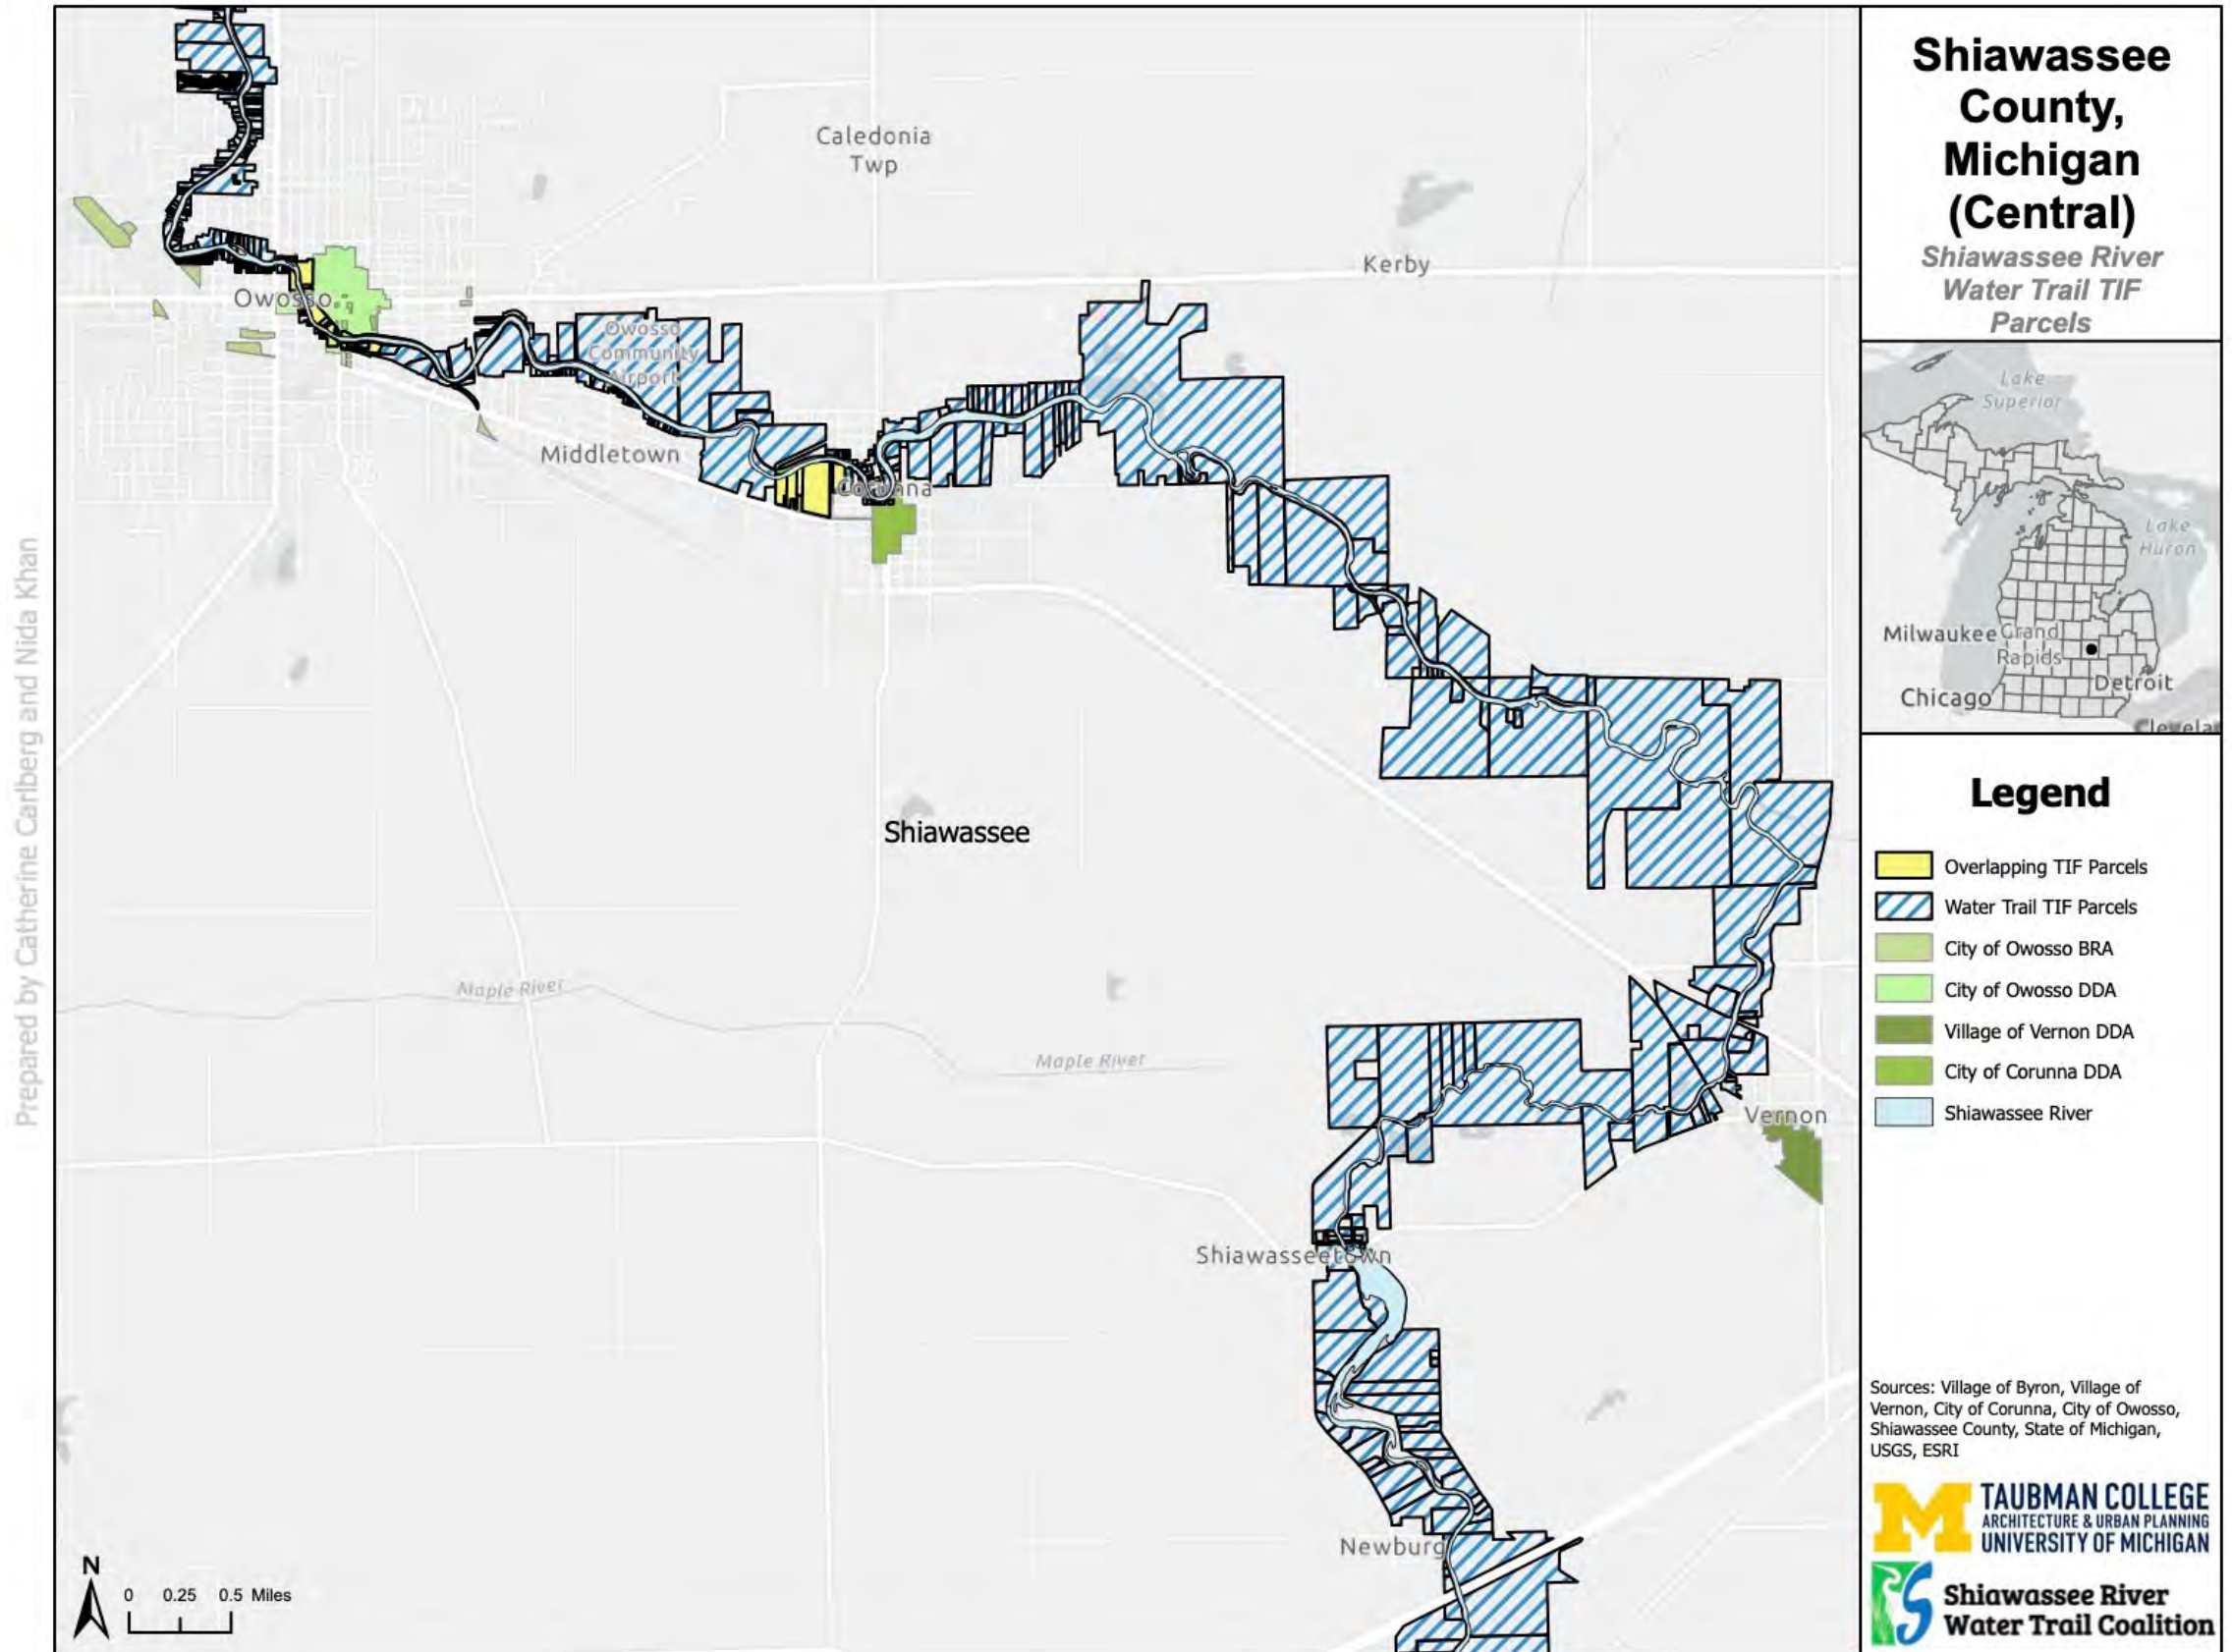 Prepared by Catherine Carlberg and Nida Khan
Caledonia
Twp
Kerby
Owosso
Owosso
Community
Airport
Middletown
Corunna
Shiawassee
Maple River
Maple River
Vernon
Shiawasseetown
Newburg
N
0 0.25 0.5 Miles
Shiawassee
County,
Michigan
(Central)
Shiawassee River
Water Trail TIF
Parcels
Lake
Superior
Lake
Huron
Milwaukee
Grand
Rapids
Detroit
Chicago
Clevela
Legend
Overlapping TIF Parcels
Water Trail TIF Parcels
City of Owosso BRA
City of Owosso DDA
Village of Vernon DDA
City of Corunna DDA
Shiawassee River
Sources: Village of Byron, Village of
Vernon, City of Corunna, City of Owosso,
Shiawassee County, State of Michigan,
USGS, ESRI
M
TAUBMAN COLLEGE
ARCHITECTURE & URBAN PLANNING
UNIVERSITY OF MICHIGAN
Shiawassee River
Water Trail Coalition